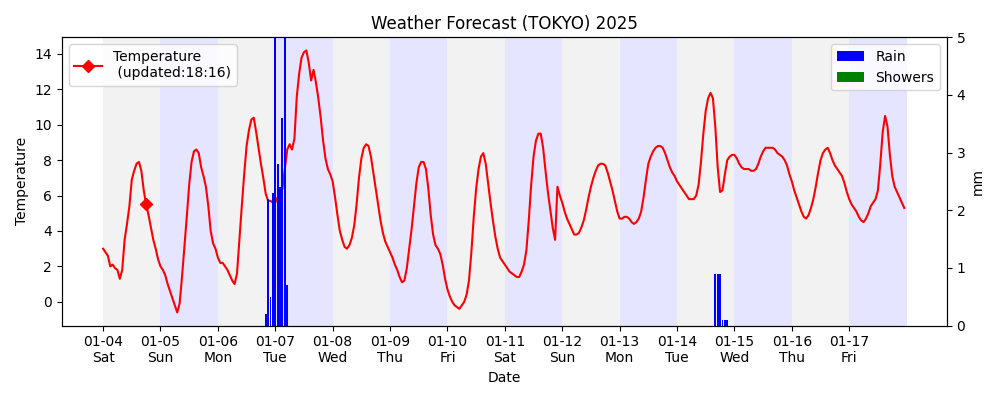 Weather Forecast (TOKYO) 2025
Temperature
(updated:18:16)
Rain
Showers
Temperature
14
12
10
8
6
4
2
0
5
4
3
2
1
0
mm
01-04 01-05 01-06 01-07 01-08 01-09 01-10 01-11 01-12 01-13 01-14 01-15 01-16 01-17
Sat Sun Mon Tue Wed Thu Fri Sat Sun Mon Tue Wed Thu Fri
Date